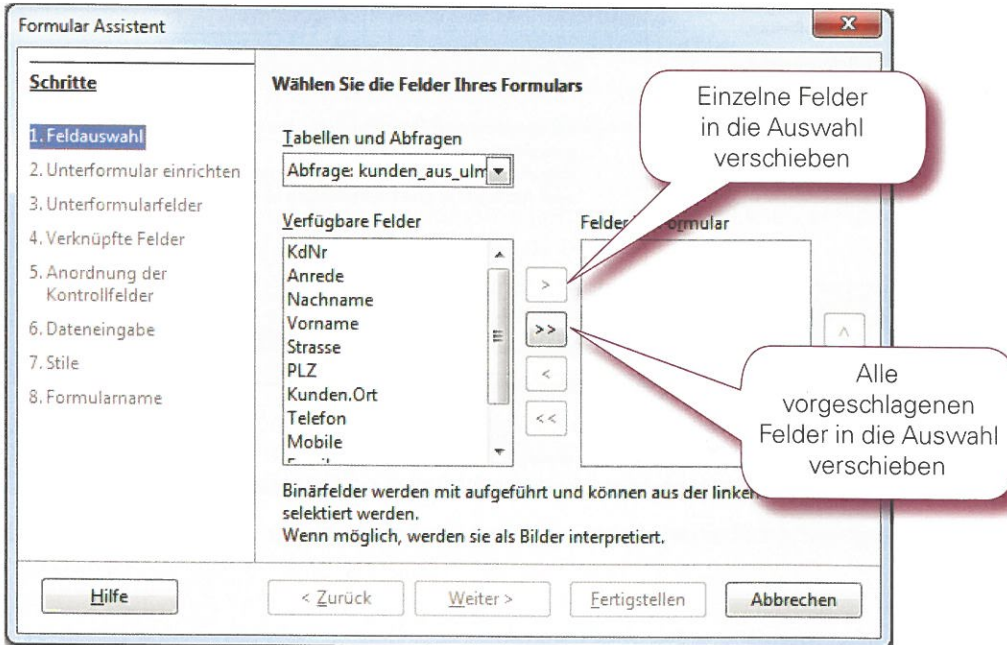 Formular Assistent
X
Schritte
1. Feldauswahl
2. Unterformular einrichten
3. Unterformularfelder
4. Verknüpfte Felder
5. Anordnung der
Kontrollfelder
6. Dateneingabe
7. Stile
8. Formularname
Wählen Sie die Felder Ihres Formulars
Tabellen und Abfragen
Abfrage: kunden_aus_ulm
Verfügbare Felder
KdNr
Anrede
Nachname
Vorname
Strasse
PLZ
Kunden.Ort
Telefon
Mobile
>
>>
<
<<
Felder
^
Einzelne Felder
in die Auswahl
verschieben
Alle
vorgeschlagenen
Felder in die Auswahl
verschieben
Binärfelder werden mit aufgeführt und können aus der linken
selektiert werden.
Wenn möglich, werden sie als Bilder interpretiert.
Hilfe
< Zurück
Weiter >
Fertigstellen
Abbrechen